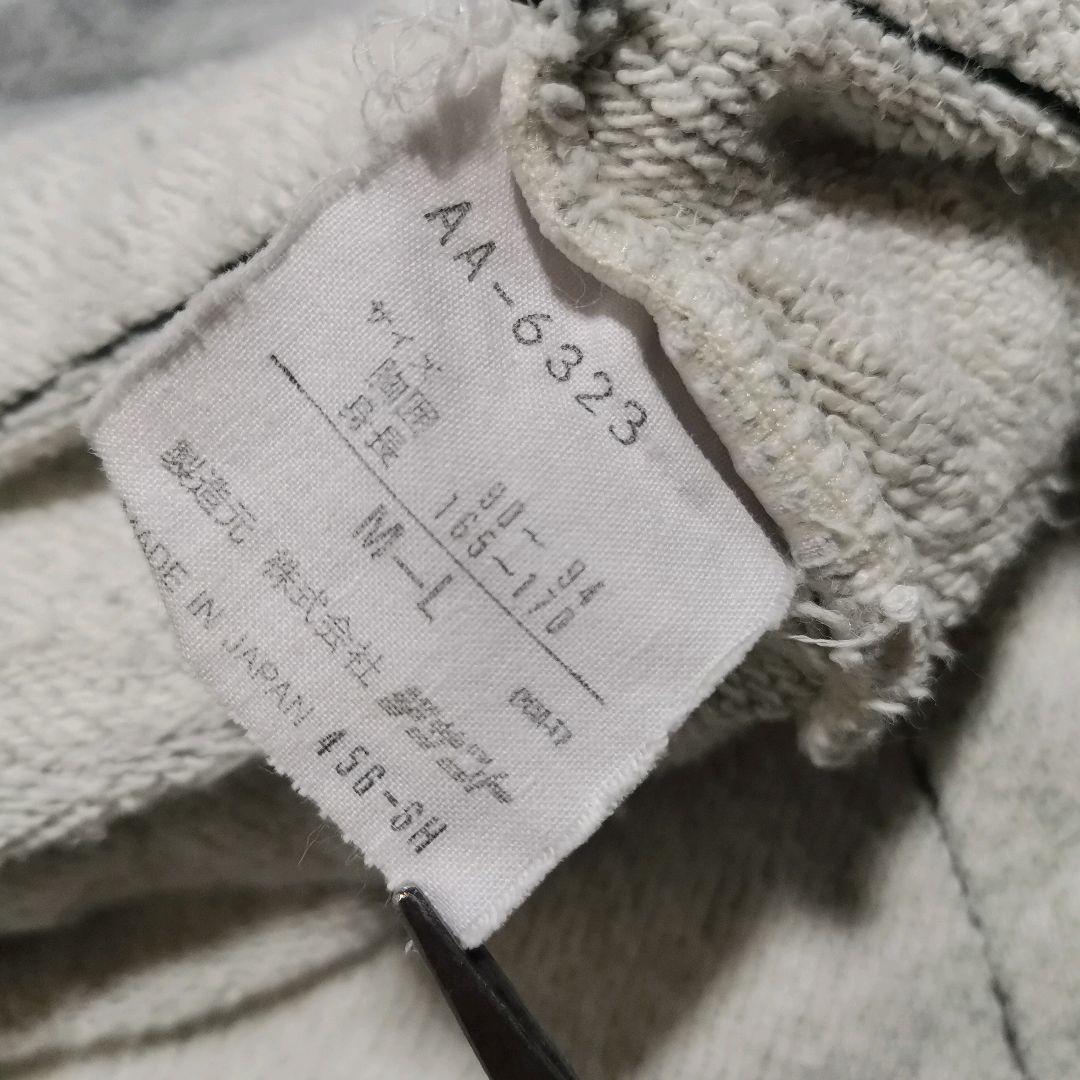 AA-6323
サイズ
胸囲 90~ 94
身長 165~170
M-L
製造元 株式会社
MADE IN JAPAN 456-6H